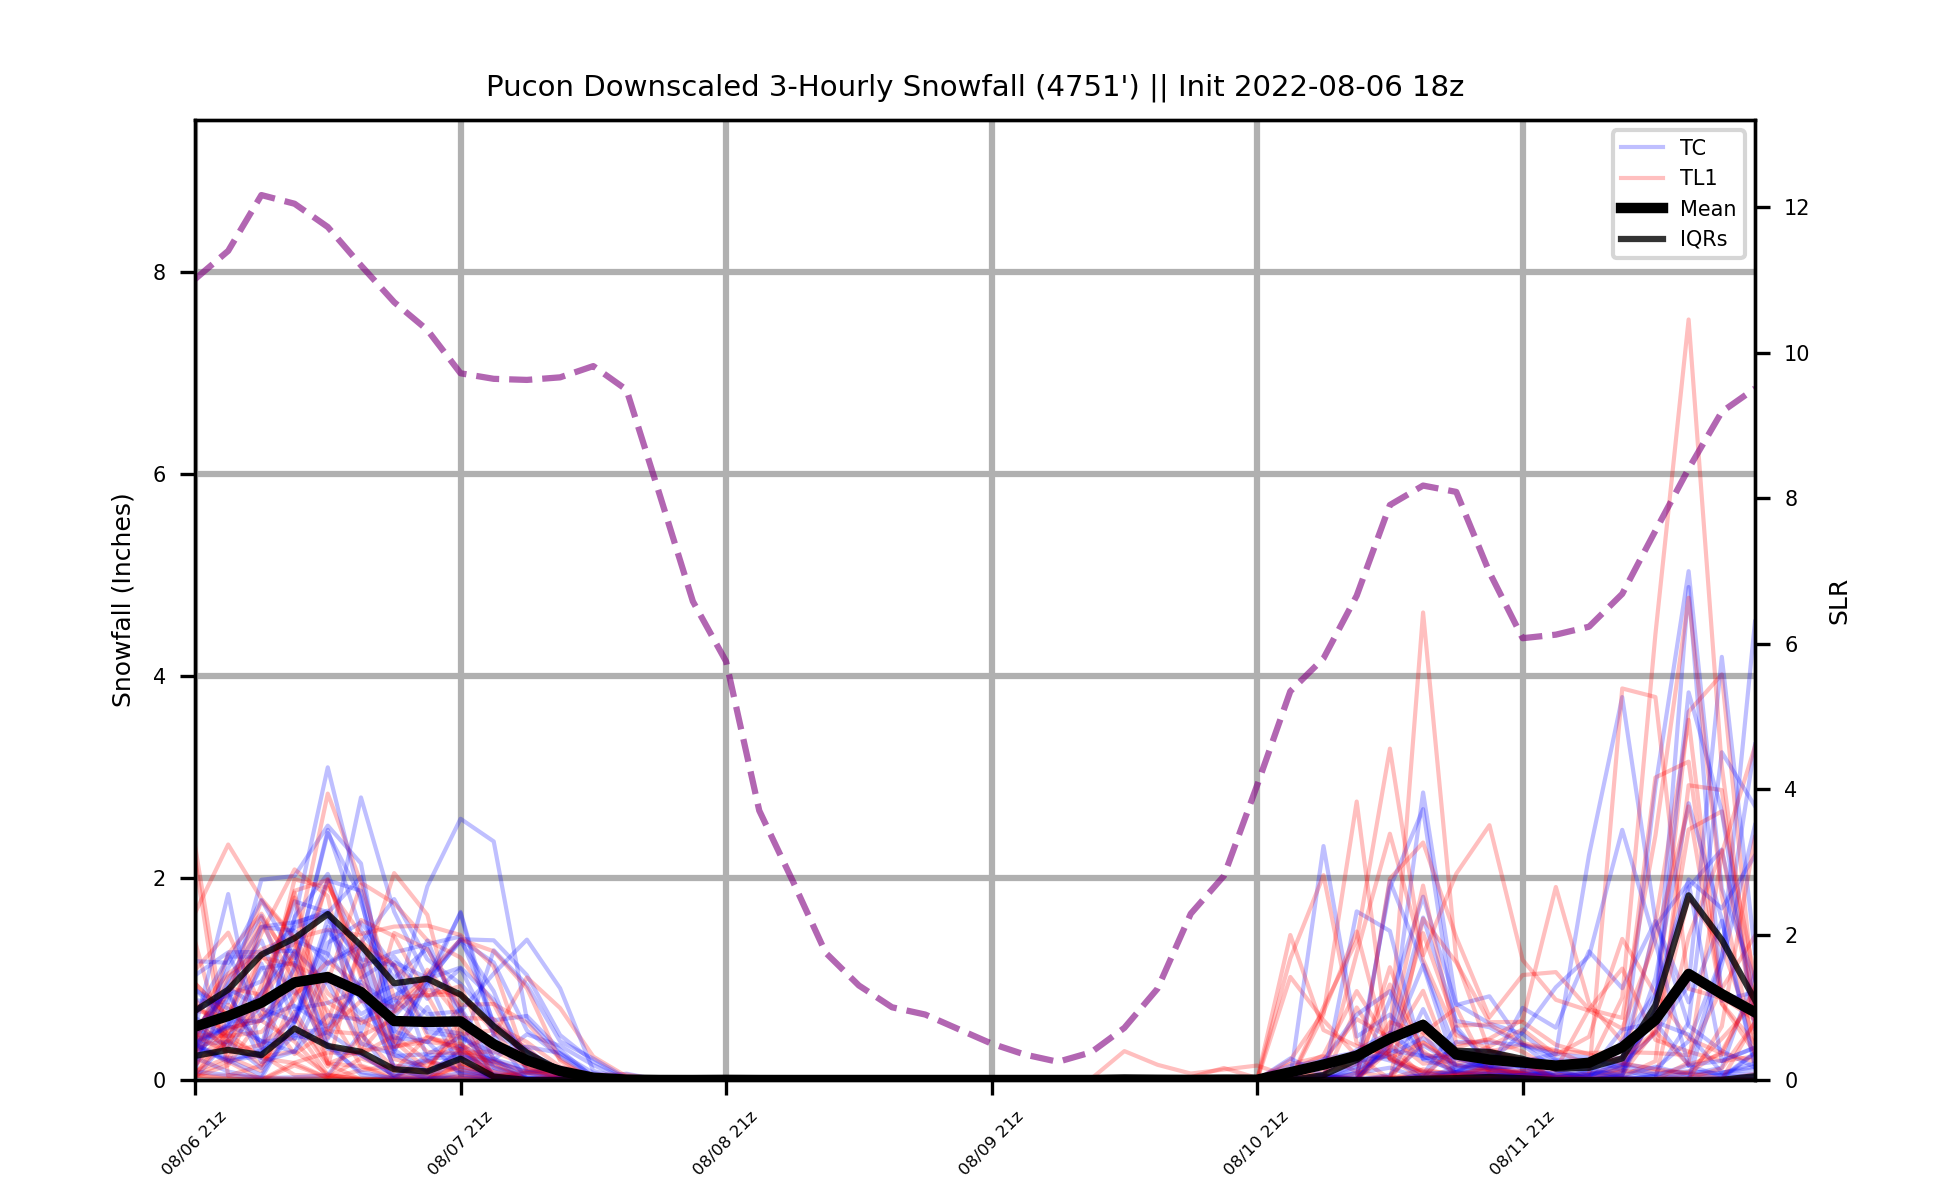 Pucon Downscaled 3-Hourly Snowfall (4751') || Init 2022-08-06 18z
TC
TL1
Mean
IQRs
Snowfall (Inches)
8
6
4
2
0
12
10
8
6
4
2
0
SLR
08/06 21z
08/07 21z
08/08 21z
08/09 21z
08/10 21z
08/11 21z